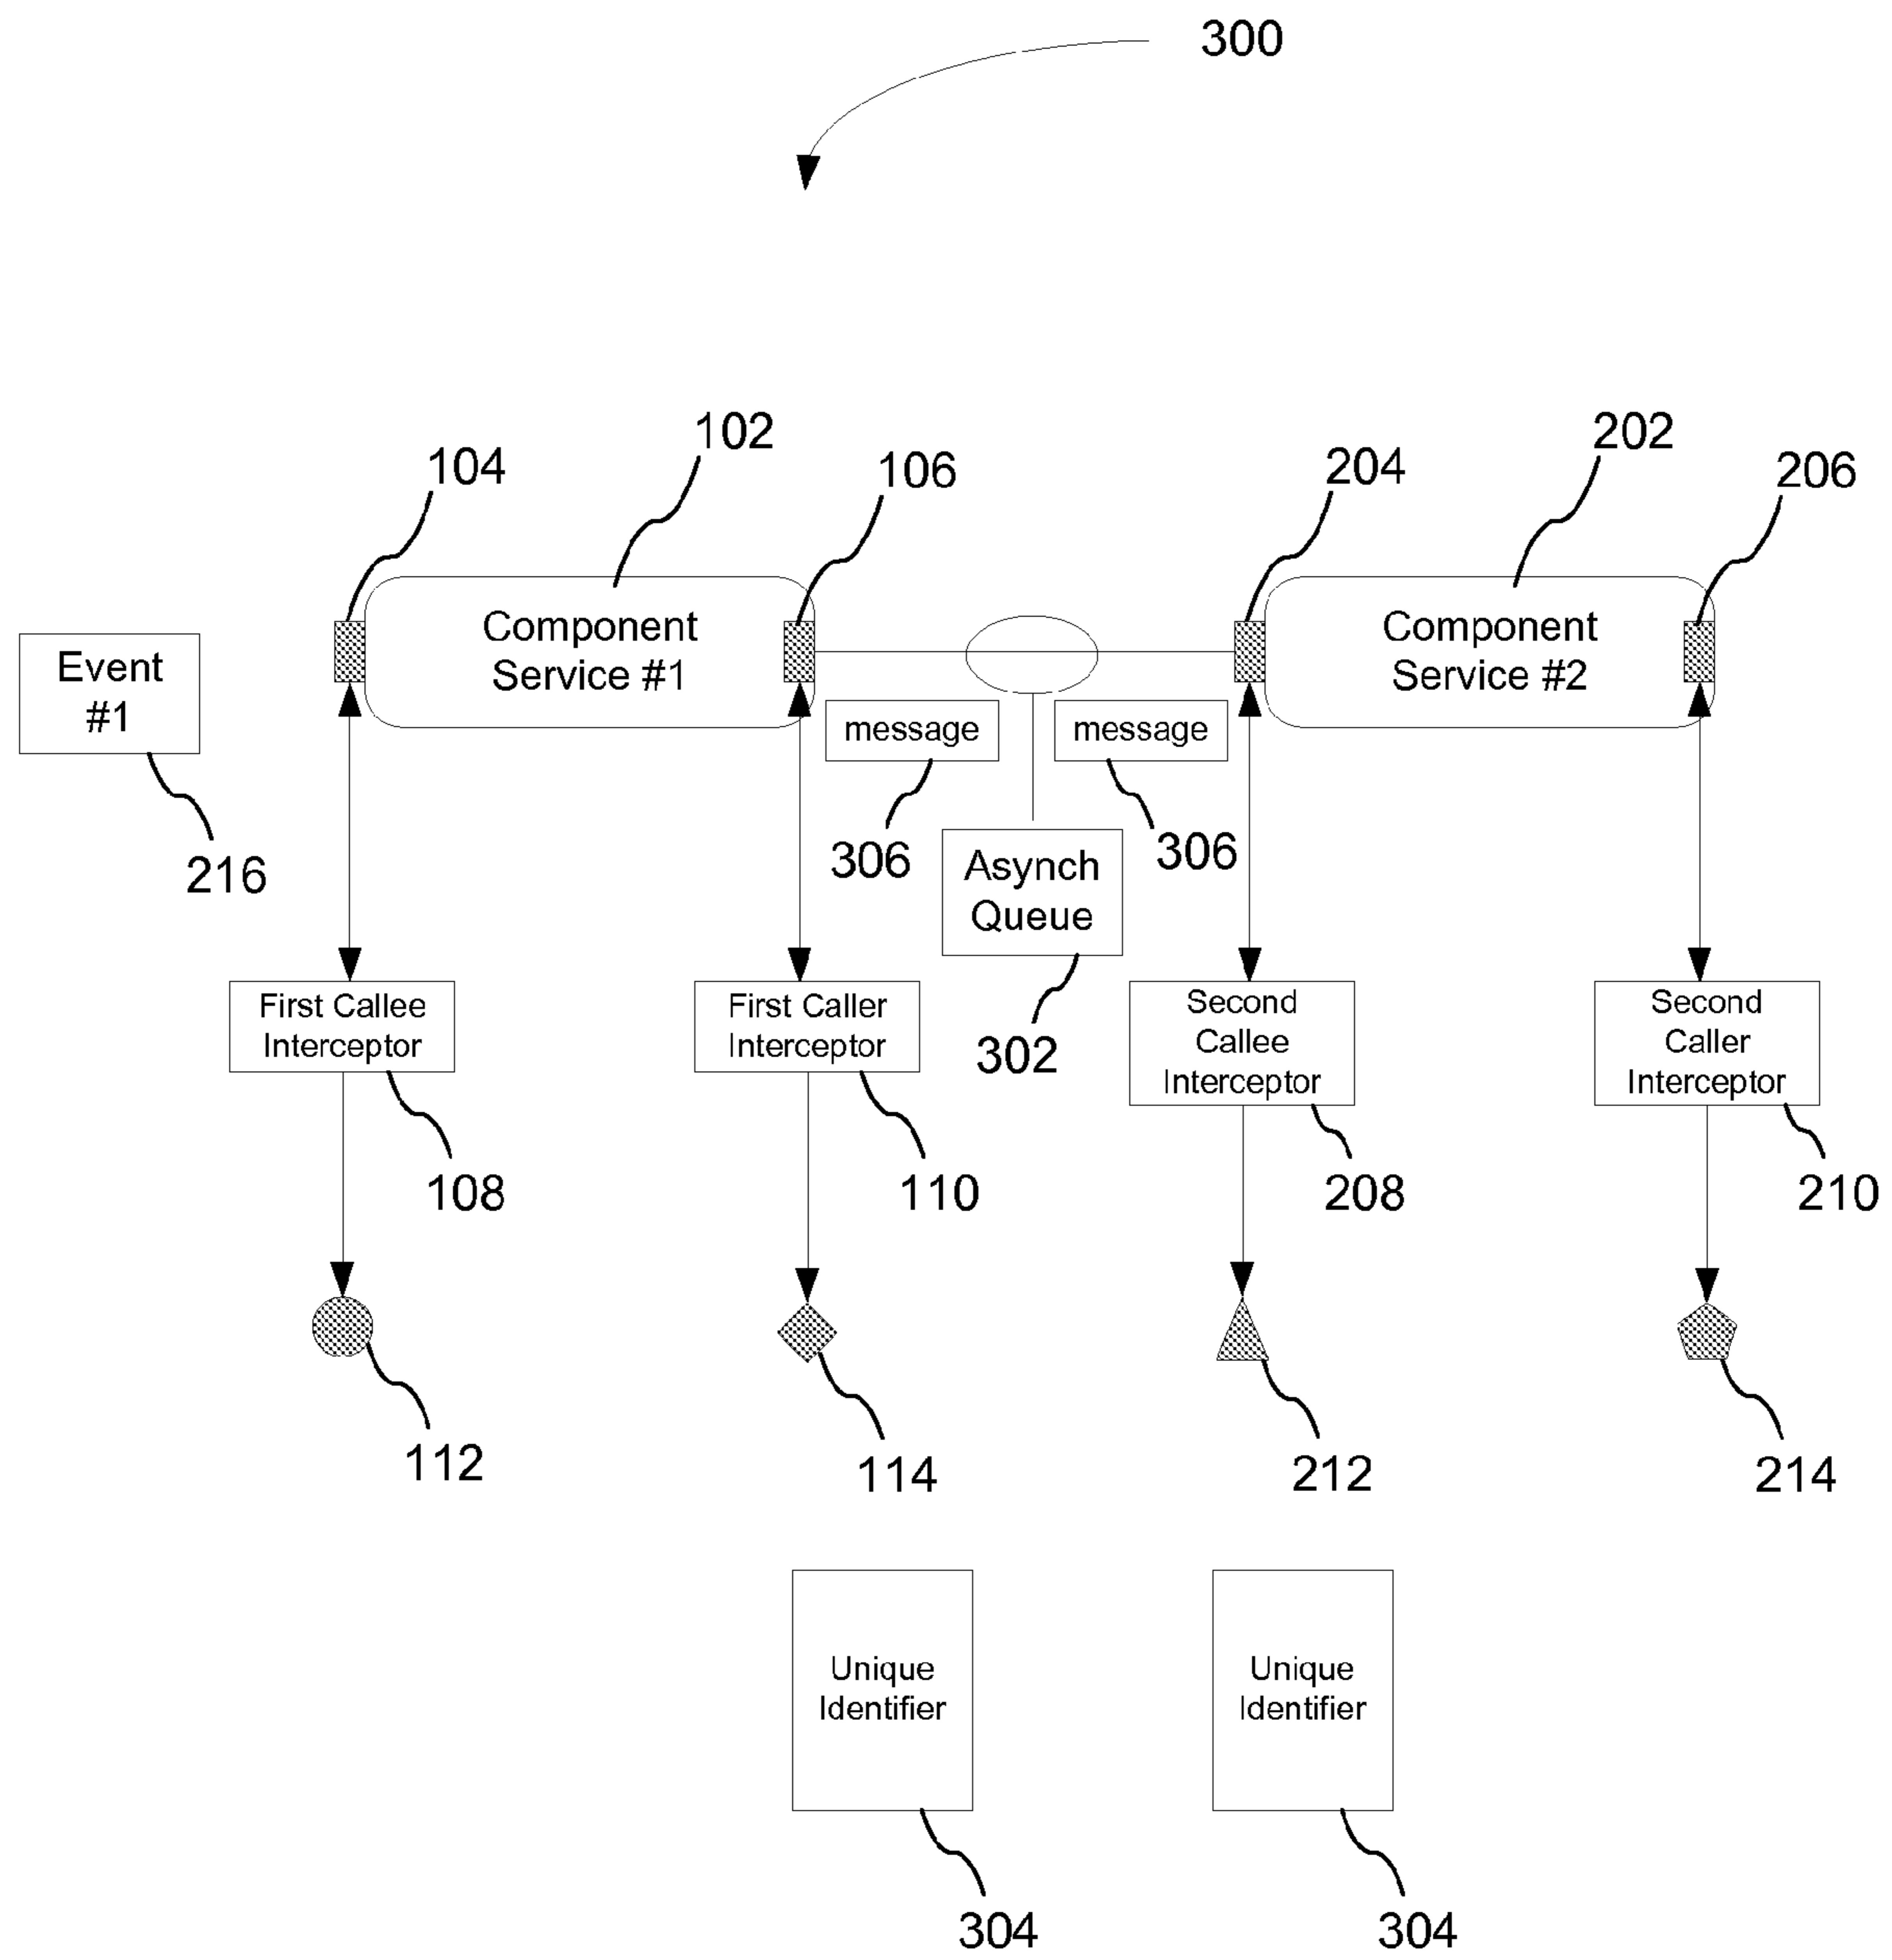 300
102
202
104
106
204
206
Component
Service #1
Component
Service #2
Event
#1
message
message
216
306
306
Asynch
Queue
First Callee
Interceptor
First Caller
Interceptor
302
Second
Callee
Interceptor
Second
Caller
Interceptor
108
110
208
210
112
114
212
214
Unique
Identifier
Unique
Identifier
304
304